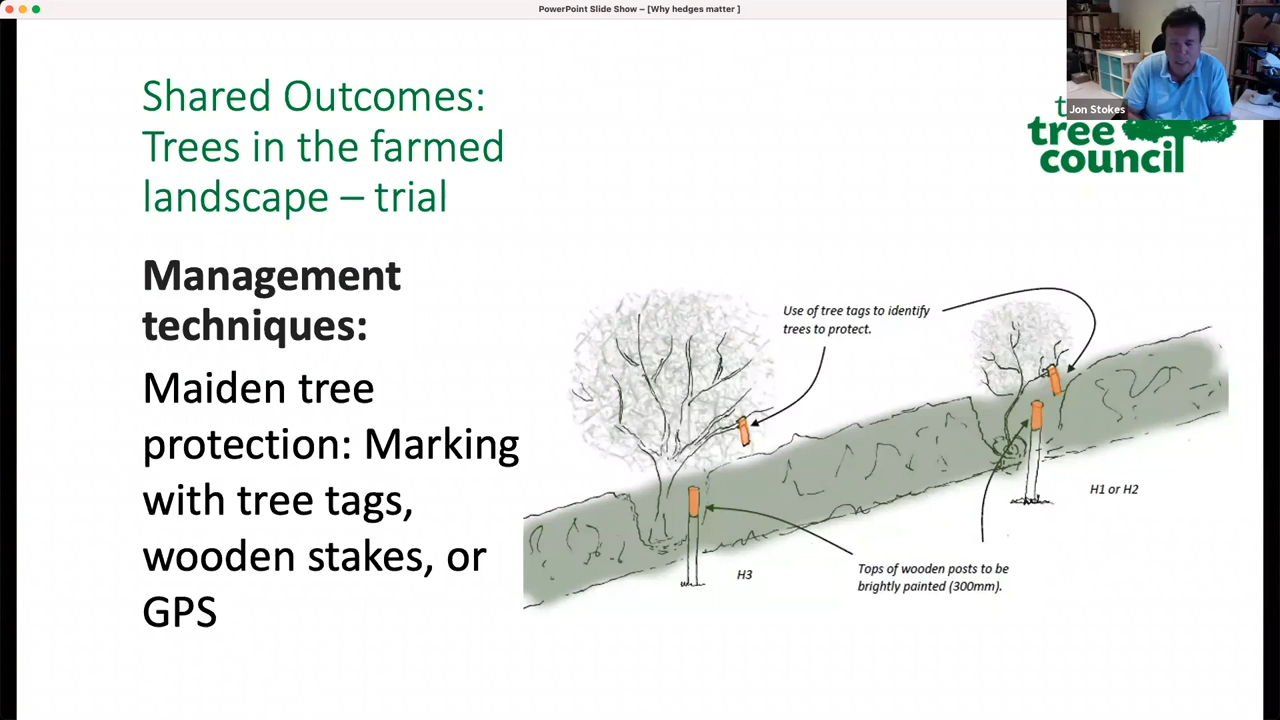 PowerPoint Slide Show – [Why hedges matter ]
Jon Stokes
tree
council
Shared Outcomes:
Trees in the farmed
landscape – trial
Management
techniques:
Maiden tree
protection: Marking
with tree tags,
wooden stakes, or
GPS
Use of tree tags to identify
trees to protect.
H1 or H2
H3
Tops of wooden posts to be
brightly painted (300mm).